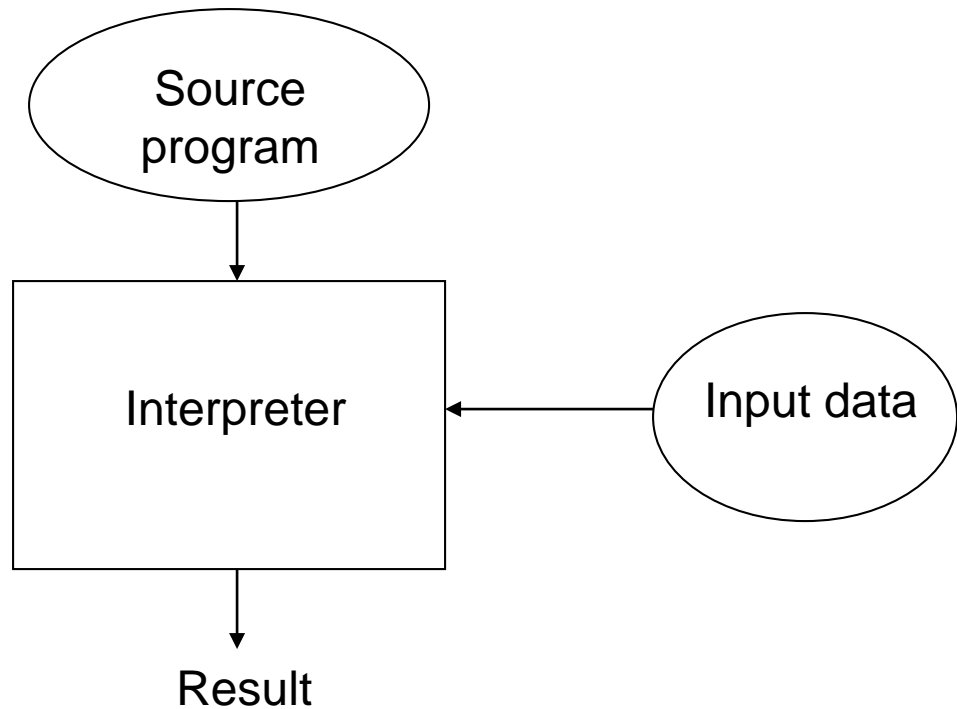 Source
program
Interpreter
Input data
Result